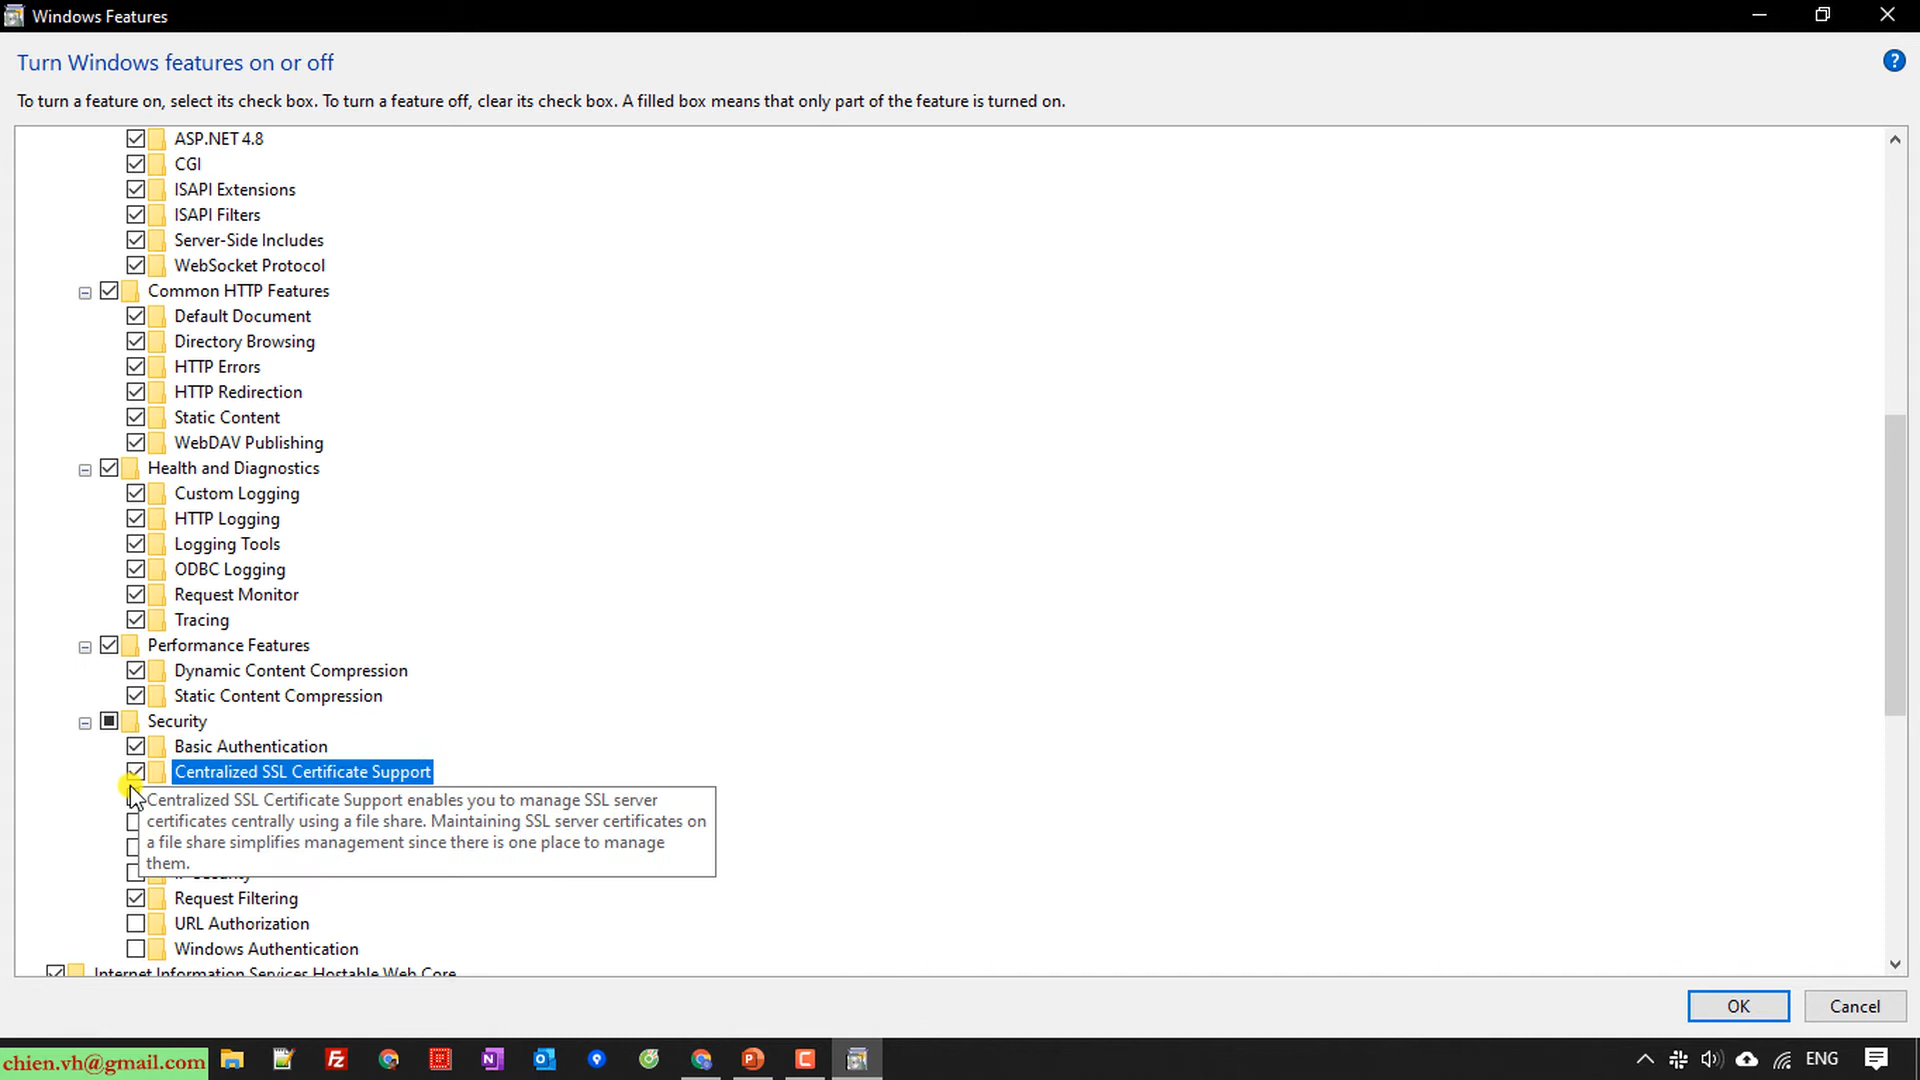 Windows Features
Turn Windows features on or off
To turn a feature on, select its check box. To turn a feature off, clear its check box. A filled box means that only part of the feature is turned on.
ASP.NET 4.8
CGI
ISAPI Extensions
ISAPI Filters
Server-Side Includes
WebSocket Protocol
Common HTTP Features
Default Document
Directory Browsing
HTTP Errors
HTTP Redirection
Static Content
WebDAV Publishing
Health and Diagnostics
Custom Logging
HTTP Logging
Logging Tools
ODBC Logging
Request Monitor
Tracing
Performance Features
Dynamic Content Compression
Static Content Compression
Security
Basic Authentication
Centralized SSL Certificate Support
Centralized SSL Certificate Support enables you to manage SSL server
certificates centrally using a file share. Maintaining SSL server certificates on
a file share simplifies management since there is one place to manage
them.
Request Filtering
URL Authorization
Windows Authentication
Internet Information Services Hostable Web Core
OK
Cancel
chien.vh@gmail.com
ENG